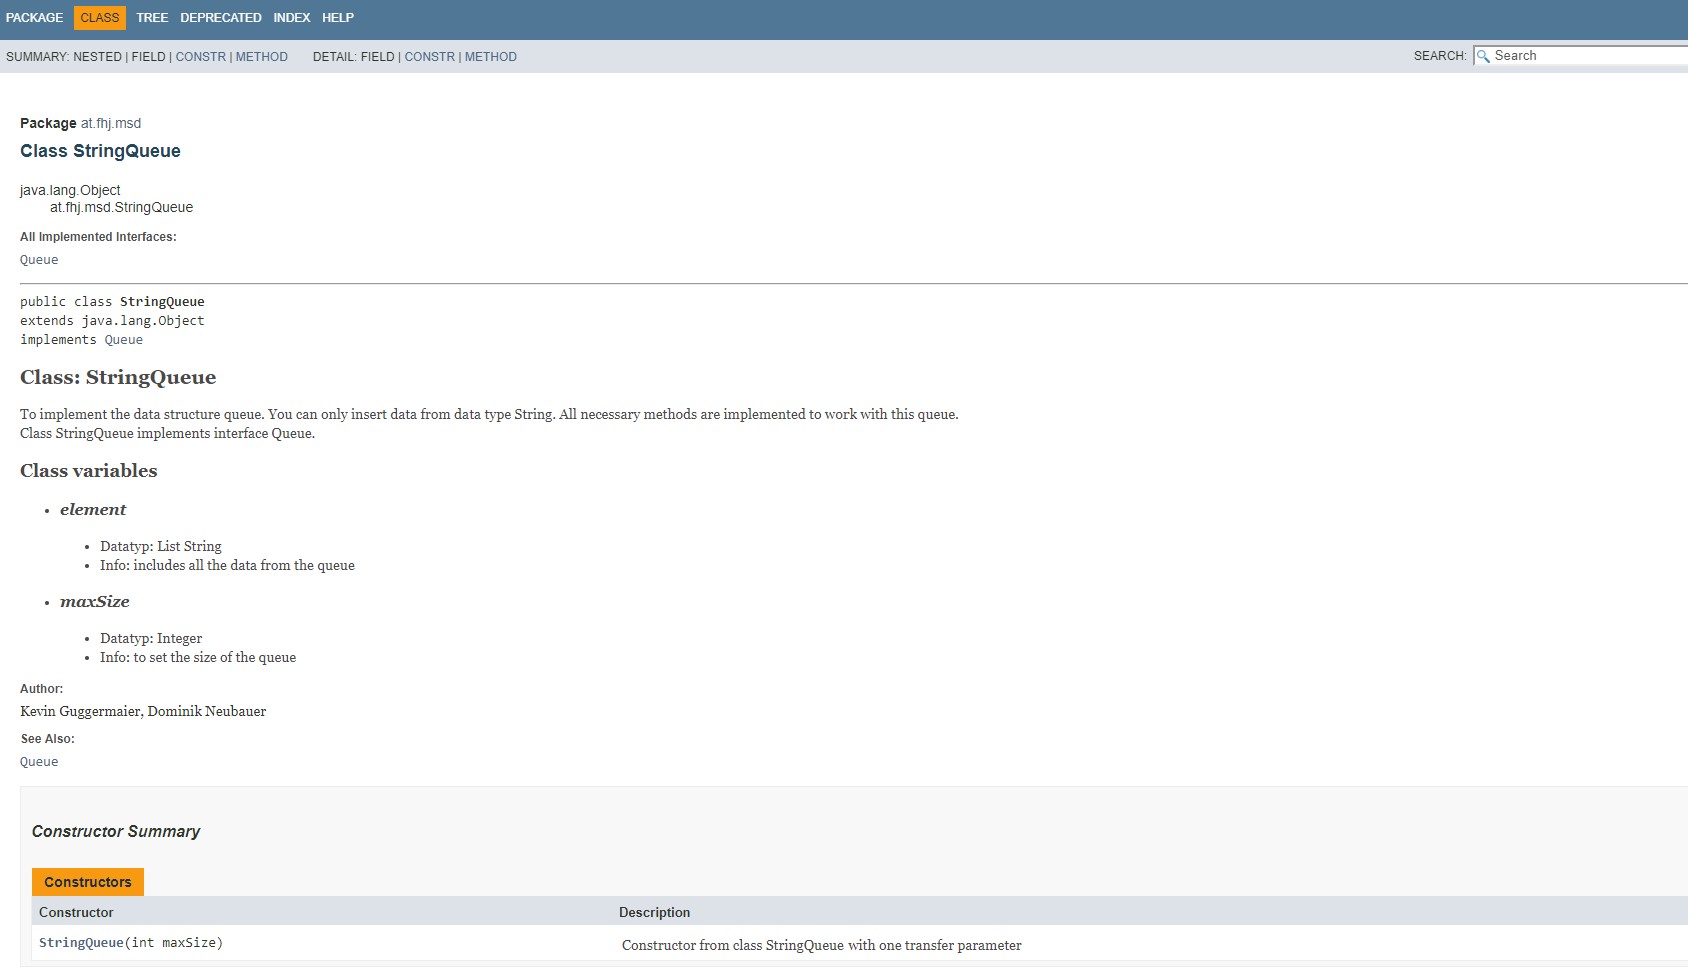 PACKAGE CLASS TREE DEPRECATED INDEX HELP
SUMMARY: NESTED | FIELD | CONSTR | METHOD DETAIL: FIELD | CONSTR | METHOD SEARCH: Search
Package at.fhj.msd
Class StringQueue
java.lang.Object
at.fhj.msd.StringQueue
All Implemented Interfaces:
Queue
public class StringQueue
extends java.lang.Object
implements Queue
Class: StringQueue
To implement the data structure queue. You can only insert data from data type String. All necessary methods are implemented to work with this queue.
Class StringQueue implements interface Queue.
Class variables
• element
• Datatyp: List String
• Info: includes all the data from the queue
• maxSize
• Datatyp: Integer
• Info: to set the size of the queue
Author:
Kevin Guggermaier, Dominik Neubauer
See Also:
Queue
Constructor Summary
Constructors
Constructor Description
StringQueue(int maxSize) Constructor from class StringQueue with one transfer parameter